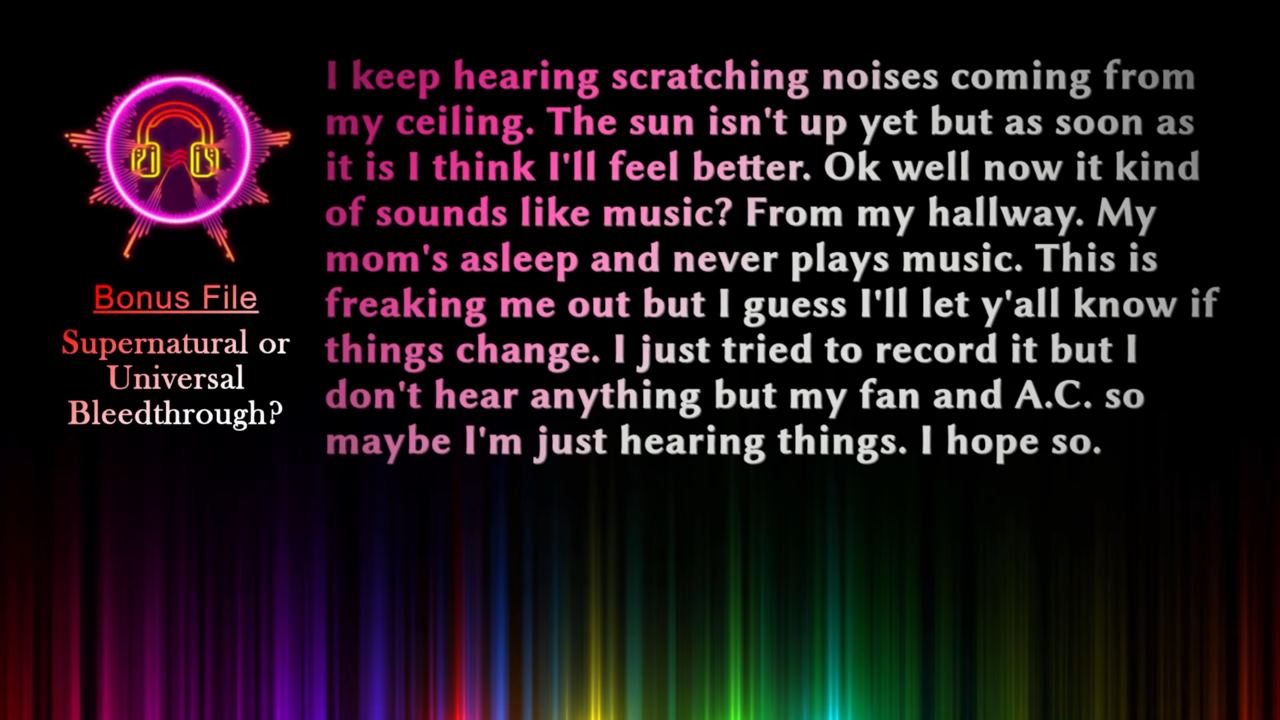 Bonus File
Supernatural or
Universal
Bleedthrough?
I keep hearing scratching noises coming from
my ceiling. The sun isn't up yet but as soon as
it is I think I'll feel better. Ok well now it kind
of sounds like music? From my hallway. My
mom's asleep and never plays music. This is
freaking me out but I guess I'll let y'all know if
things change. I just tried to record it but I
don't hear anything but my fan and A.C. so
maybe I'm just hearing things. I hope so.